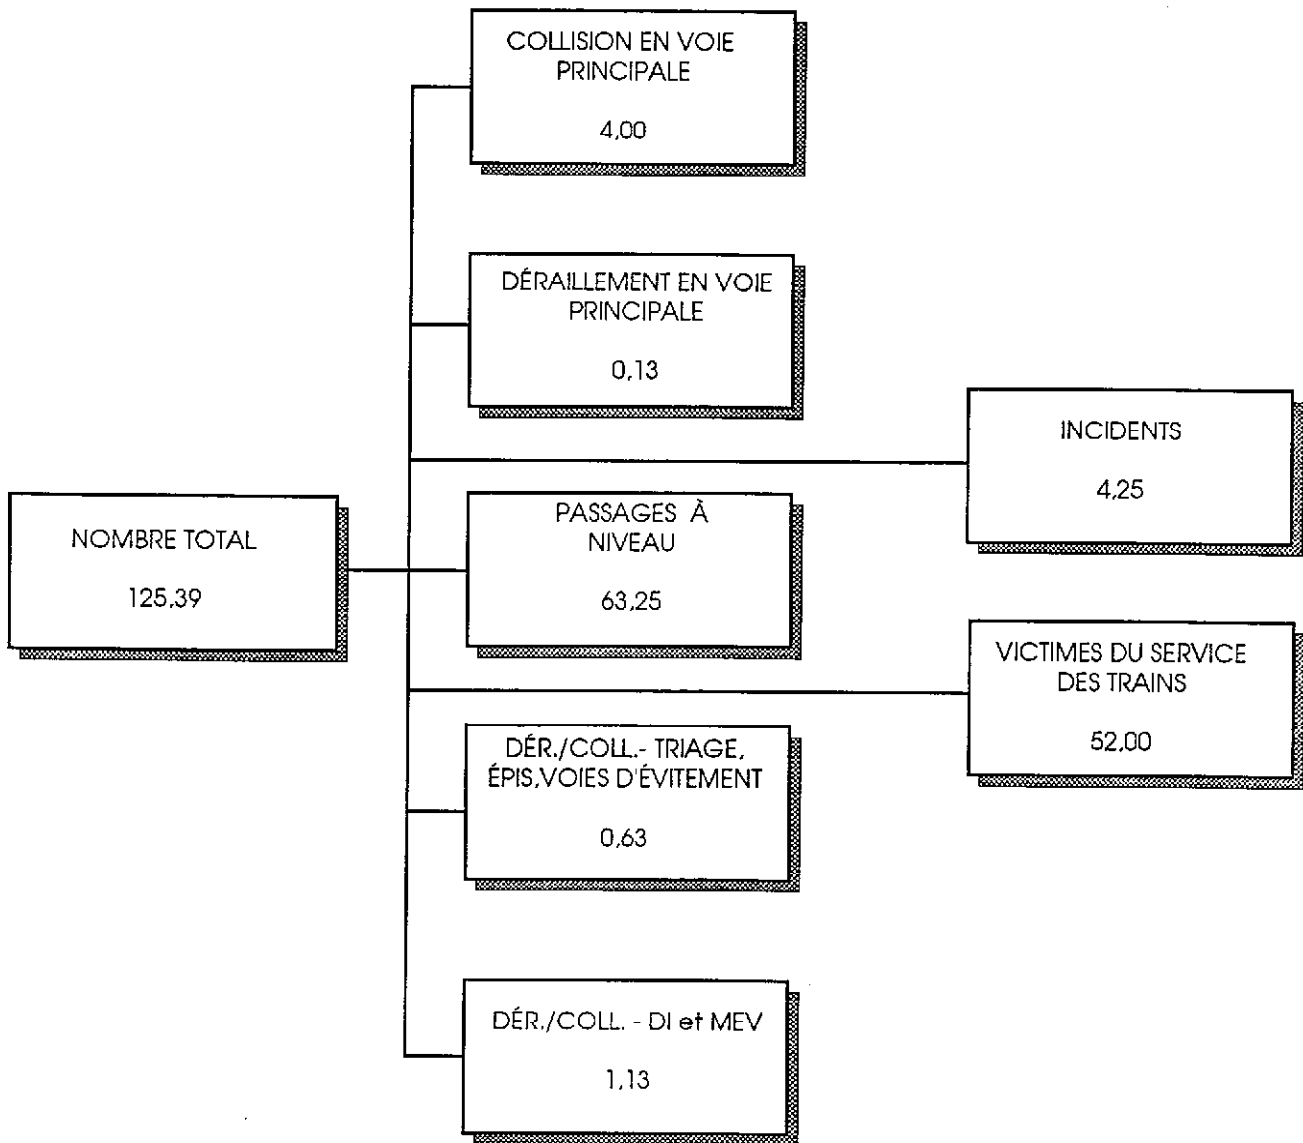 COLLISION EN VOIE
PRINCIPALE
4,00
DÉRAILLEMENT EN VOIE
PRINCIPALE
0,13
INCIDENTS
4,25
NOMBRE TOTAL
125,39
PASSAGES À
NIVEAU
63,25
VICTIMES DU SERVICE
DES TRAINS
52,00
DÉR./COLL.- TRIAGE,
ÉPIS,VOIES D'ÉVITEMENT
0,63
DÉR./COLL. - DI et MEV
1,13